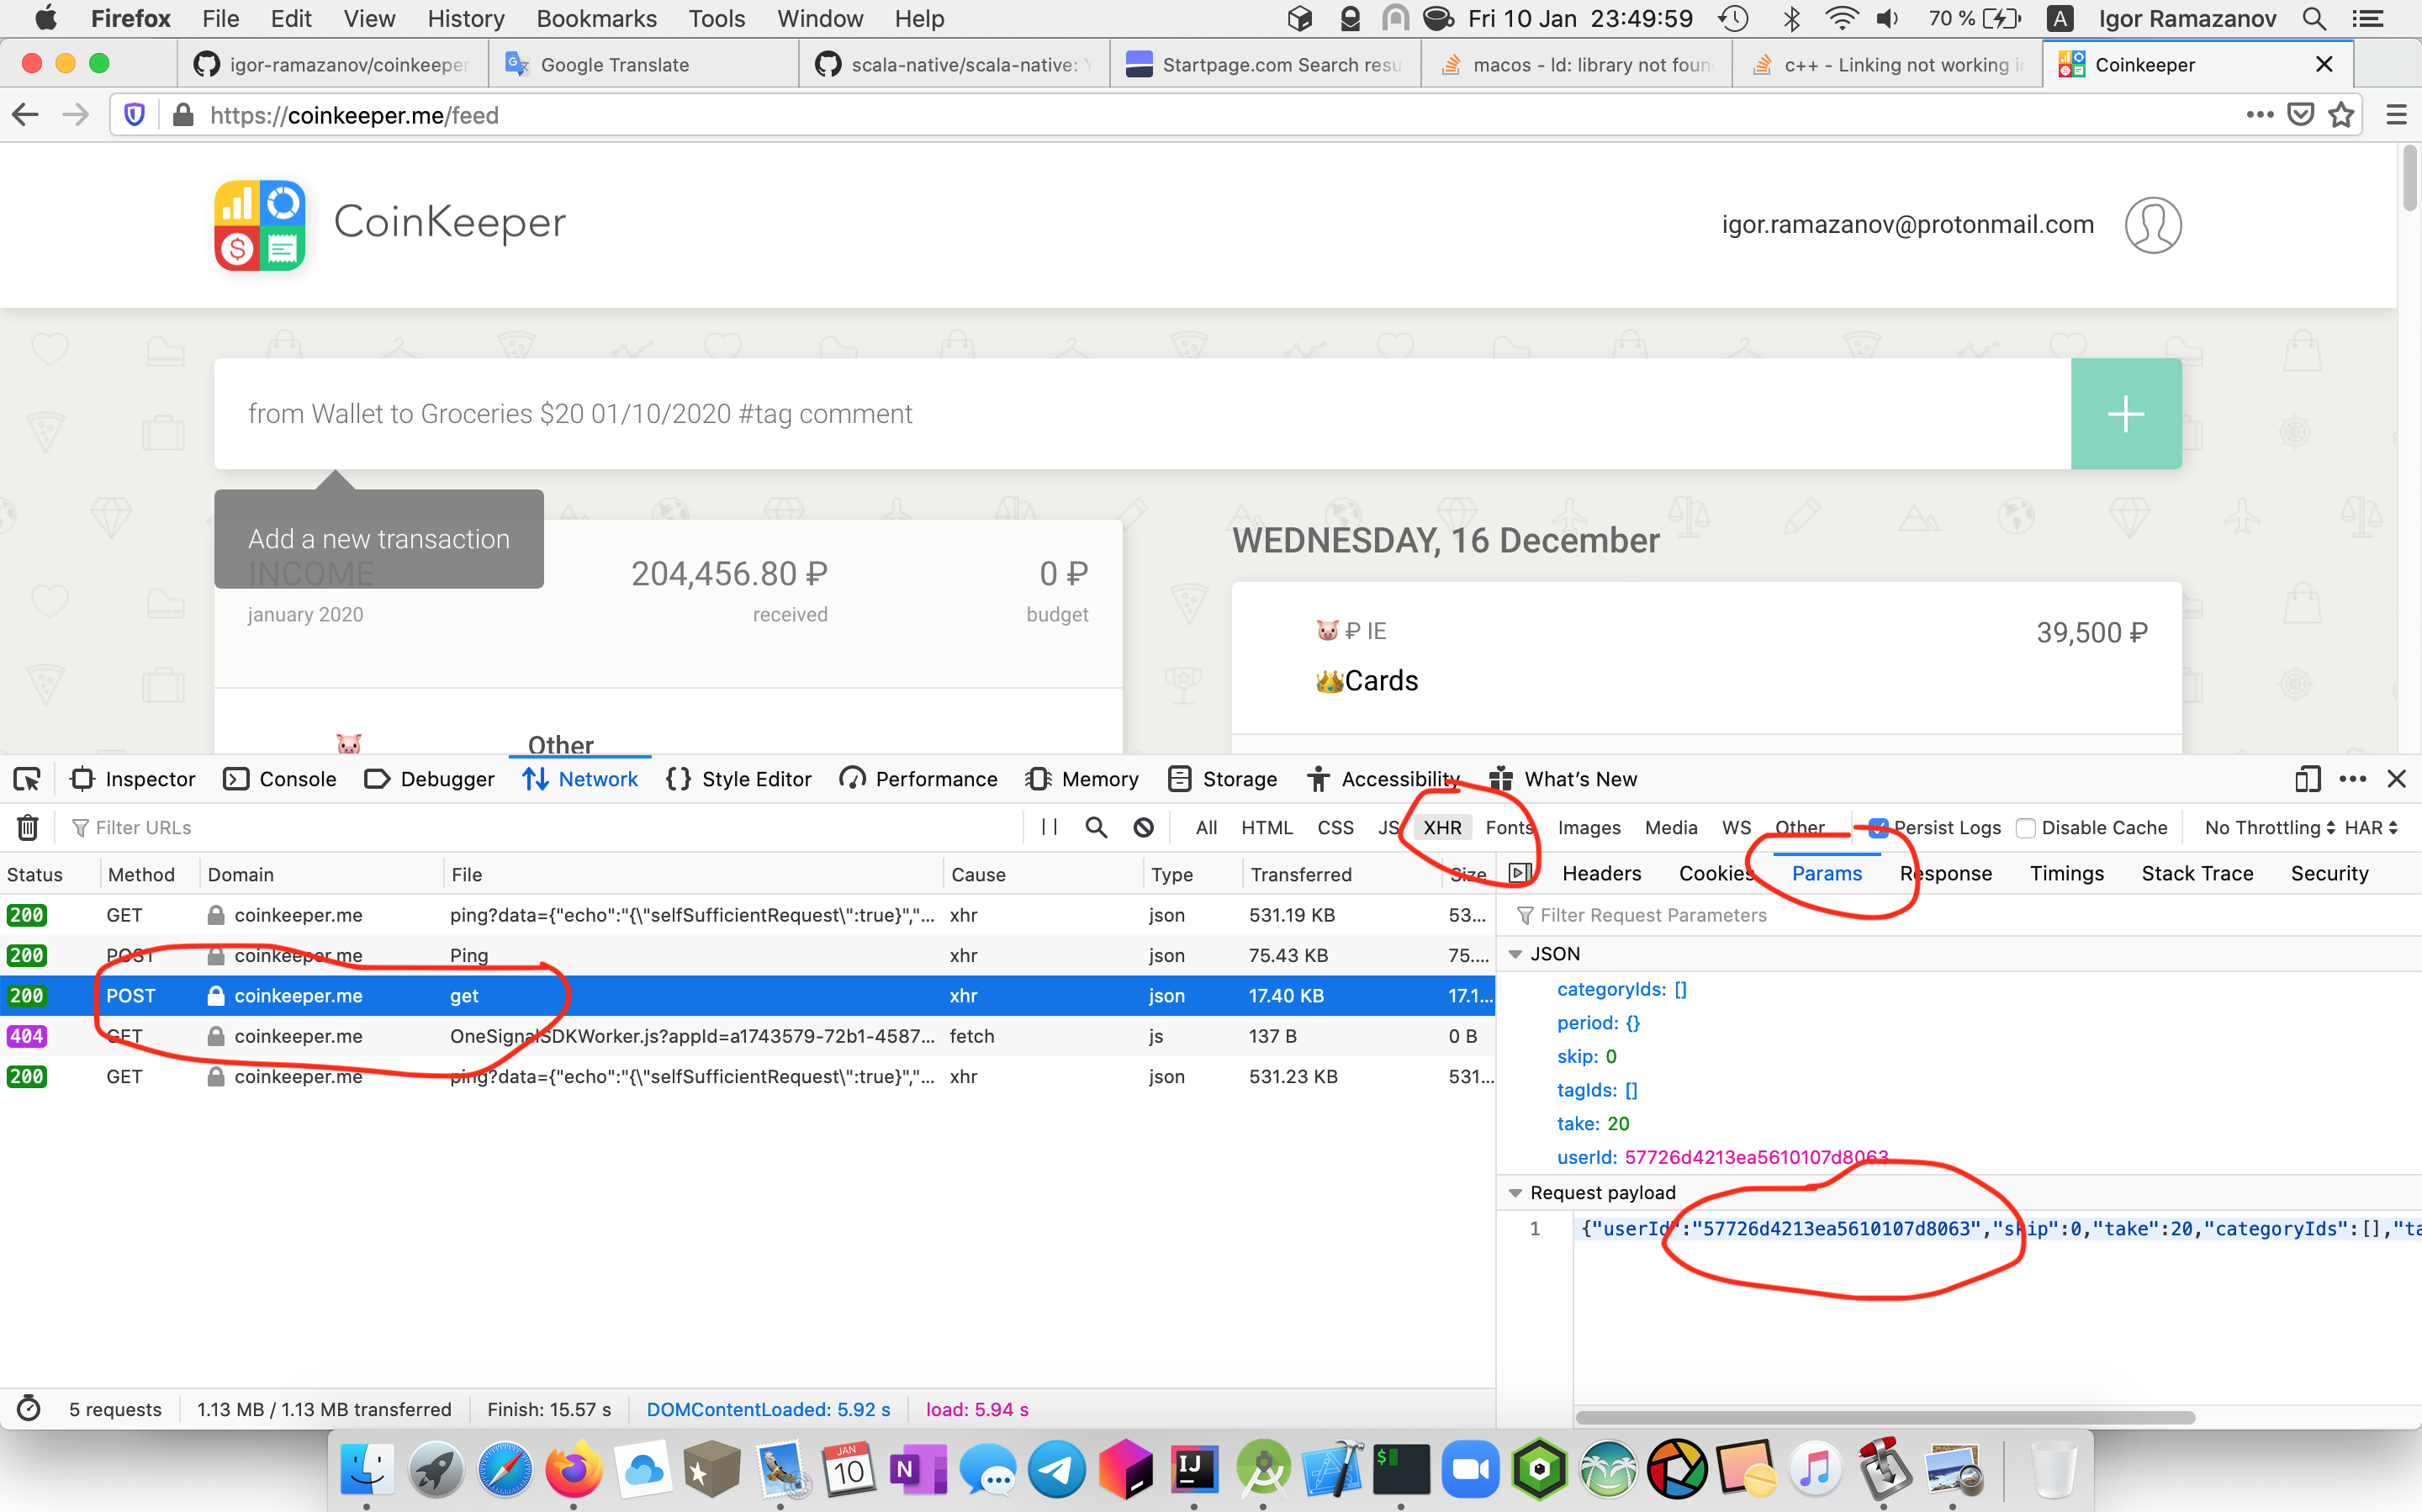 Firefox File Edit View History Bookmarks Tools Window Help Fri 10 Jan 23:49:59 70 % A Igor Ramazanov
igor-ramazanov/coinkeeper Google Translate scala-native/scala-native: Startpage.com Search resu macos - ld: library not foun c++ - Linking not working i Coinkeeper
https://coinkeeper.me/feed
CoinKeeper
igor.ramazanov@protonmail.com
from Wallet to Groceries $20 01/10/2020 #tag comment
Add a new transaction
INCOME 204,456.80 ₽ 0 ₽
january 2020 received budget
Other
WEDNESDAY, 16 December
₽ IE 39,500 ₽
Cards
Inspector Console Debugger Network Style Editor Performance Memory Storage Accessibility What's New
Filter URLs All HTML CSS JS XHR Fonts Images Media WS Other Persist Logs Disable Cache No Throttling HAR
Status Method Domain File Cause Type Transferred Size
200 GET coinkeeper.me ping?data={"echo":"{\"selfSufficientRequest\":true}","... xhr json 531.19 KB 53...
200 POST coinkeeper.me Ping xhr json 75.43 KB 75....
200 POST coinkeeper.me get xhr json 17.40 KB 17.1...
404 GET coinkeeper.me OneSignalSDKWorker.js?appId=a1743579-72b1-4587... fetch js 137 B 0 B
200 GET coinkeeper.me ping?data={"echo":"{\"selfSufficientRequest\":true}","... xhr json 531.23 KB 531...
Headers Cookies Params Response Timings Stack Trace Security
Filter Request Parameters
JSON
categoryIds: []
period: {}
skip: 0
tagIds: []
take: 20
userId: 57726d4213ea5610107d8063
Request payload
1 {"userId":"57726d4213ea5610107d8063","skip":0,"take":20,"categoryIds":[],"ta
5 requests 1.13 MB / 1.13 MB transferred Finish: 15.57 s DOMContentLoaded: 5.92 s load: 5.94 s
JAN
10
N
IJ
$